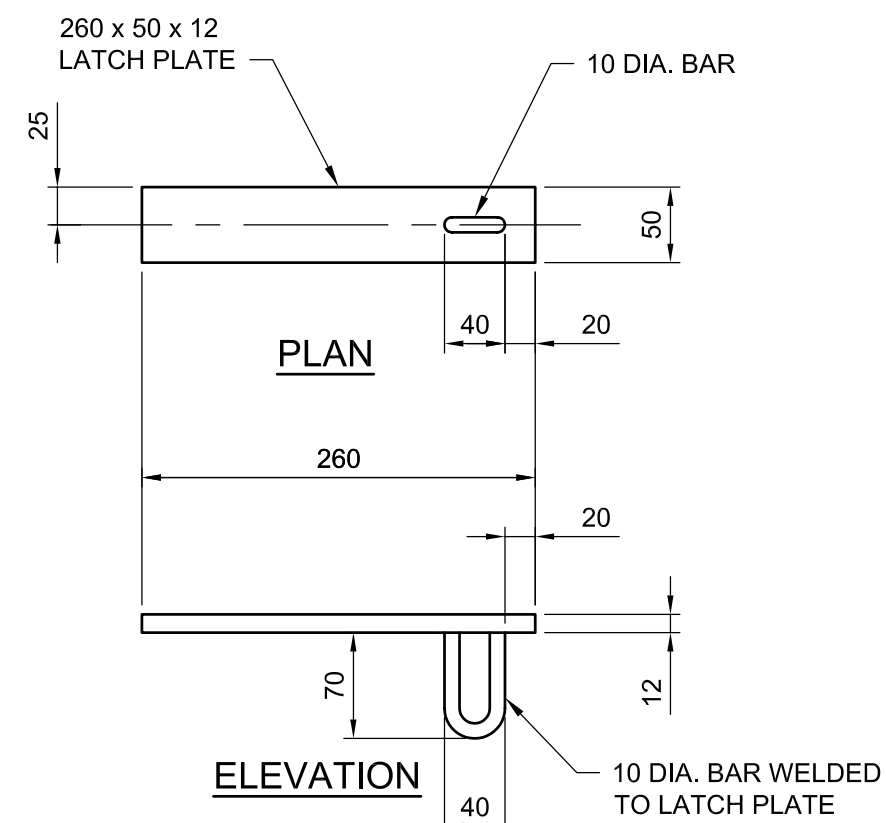 260 x 50 x 12
LATCH PLATE
10 DIA. BAR
25
50
40
20
PLAN
260
20
70
12
ELEVATION
10 DIA. BAR WELDED
TO LATCH PLATE
40